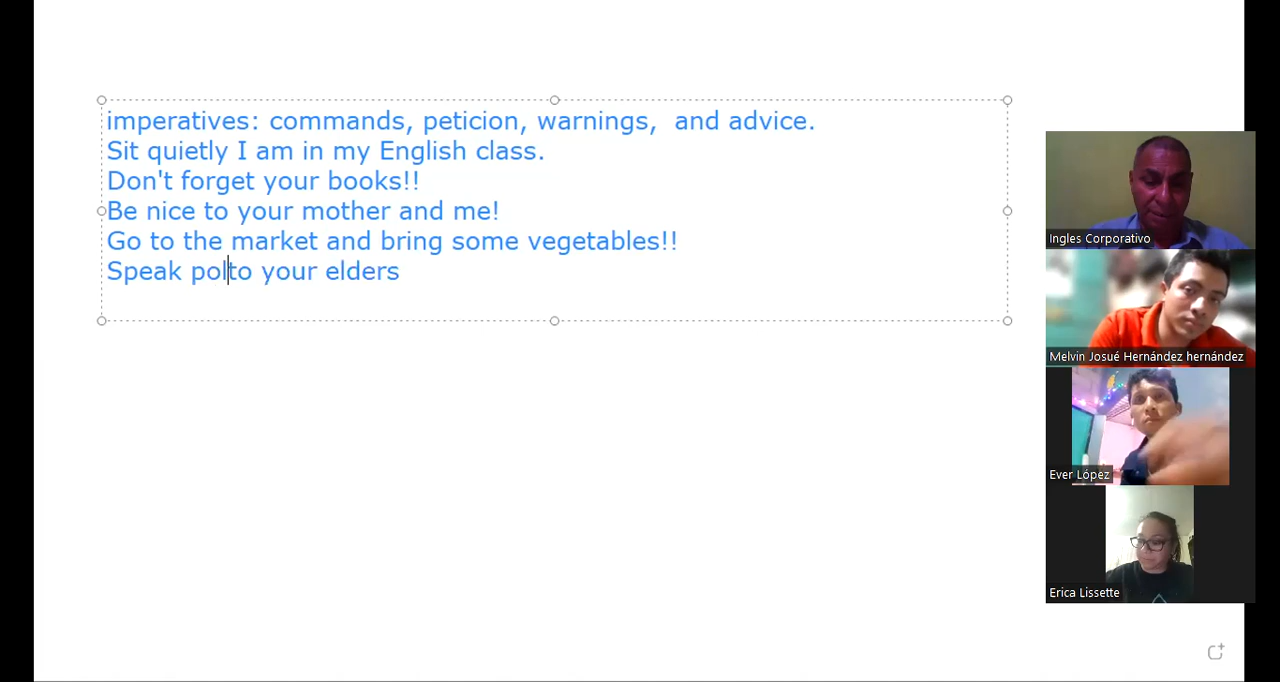 imperatives: commands, peticion, warnings,  and advice.
Sit quietly I am in my English class.
Don't forget your books!!
Be nice to your mother and me!
Go to the market and bring some vegetables!!
Speak polto your elders
Ingles Corporativo
Melvin Josué Hernández hernández
Ever López
Erica Lissette